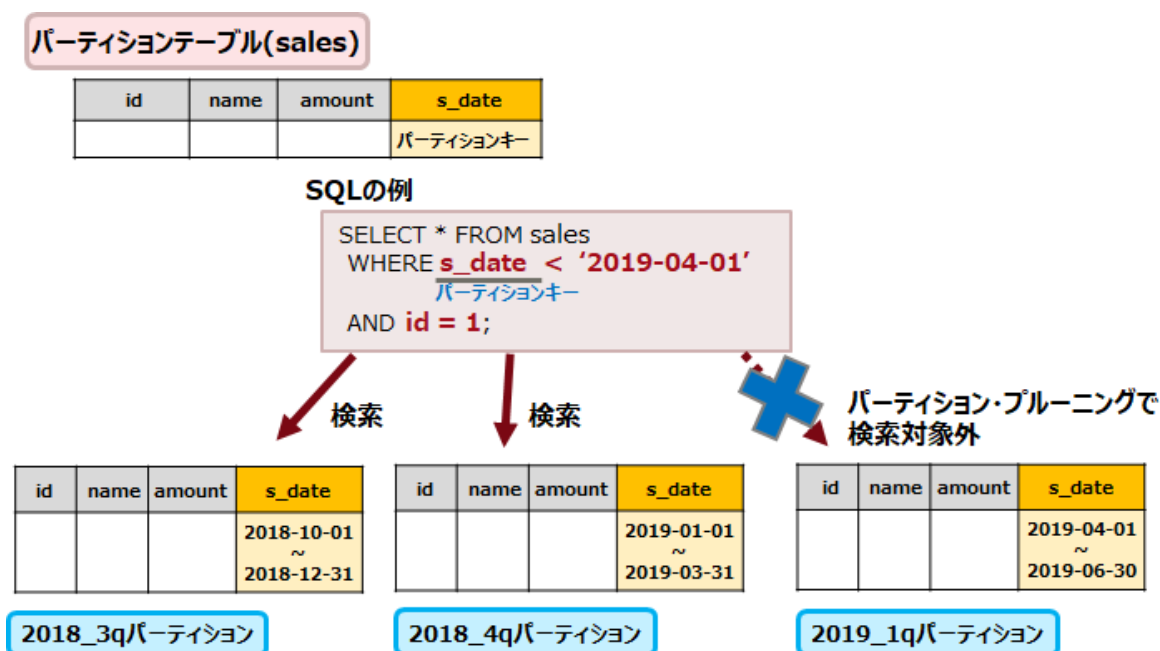 パーティションテーブル(sales)
id name amount s_date
パーティションキー
SQLの例
SELECT * FROM sales
WHERE s_date < ‘2019-04-01’
パーティションキー
AND id = 1;
検索
検索
パーティション・プルーニングで
検索対象外
id name amount s_date
2018-10-01
~
2018-12-31
2018_3qパーティション
id name amount s_date
2019-01-01
~
2019-03-31
2018_4qパーティション
id name amount s_date
2019-04-01
~
2019-06-30
2019_1qパーティション